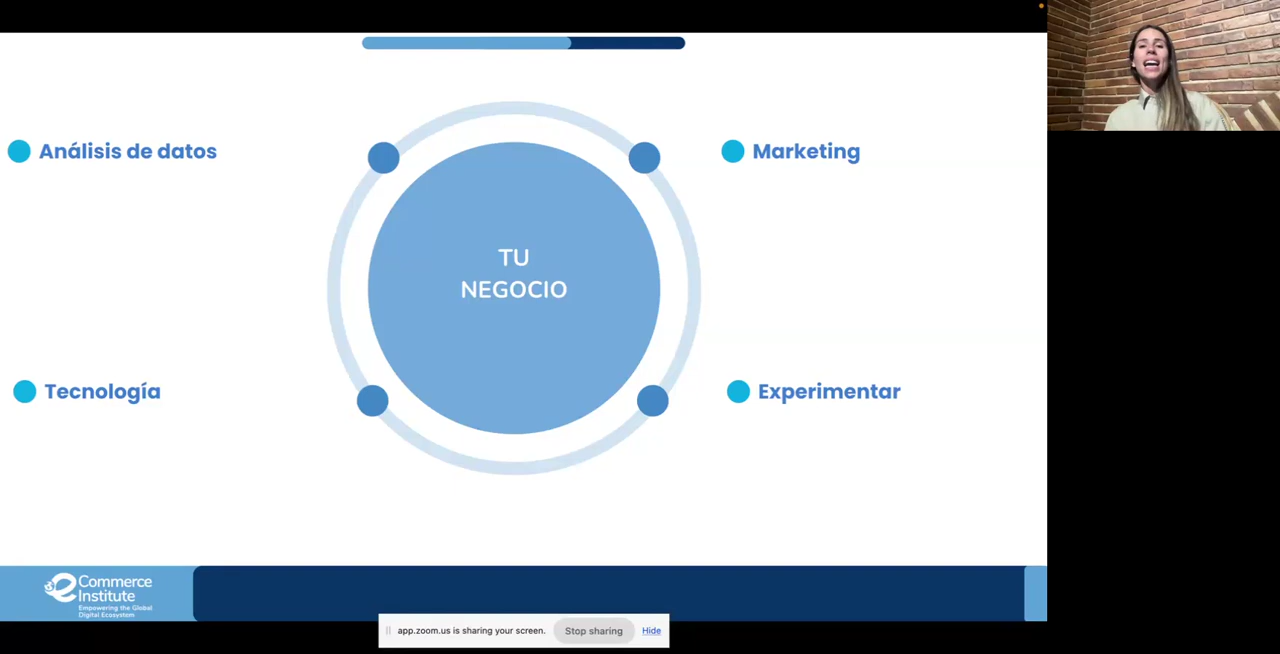 Análisis de datos
Marketing
TU
NEGOCIO
Tecnología
Experimentar
eCommerce
Institute
Empowering the Global
Digital Ecosystem
app.zoom.us is sharing your screen.
Stop sharing
Hide